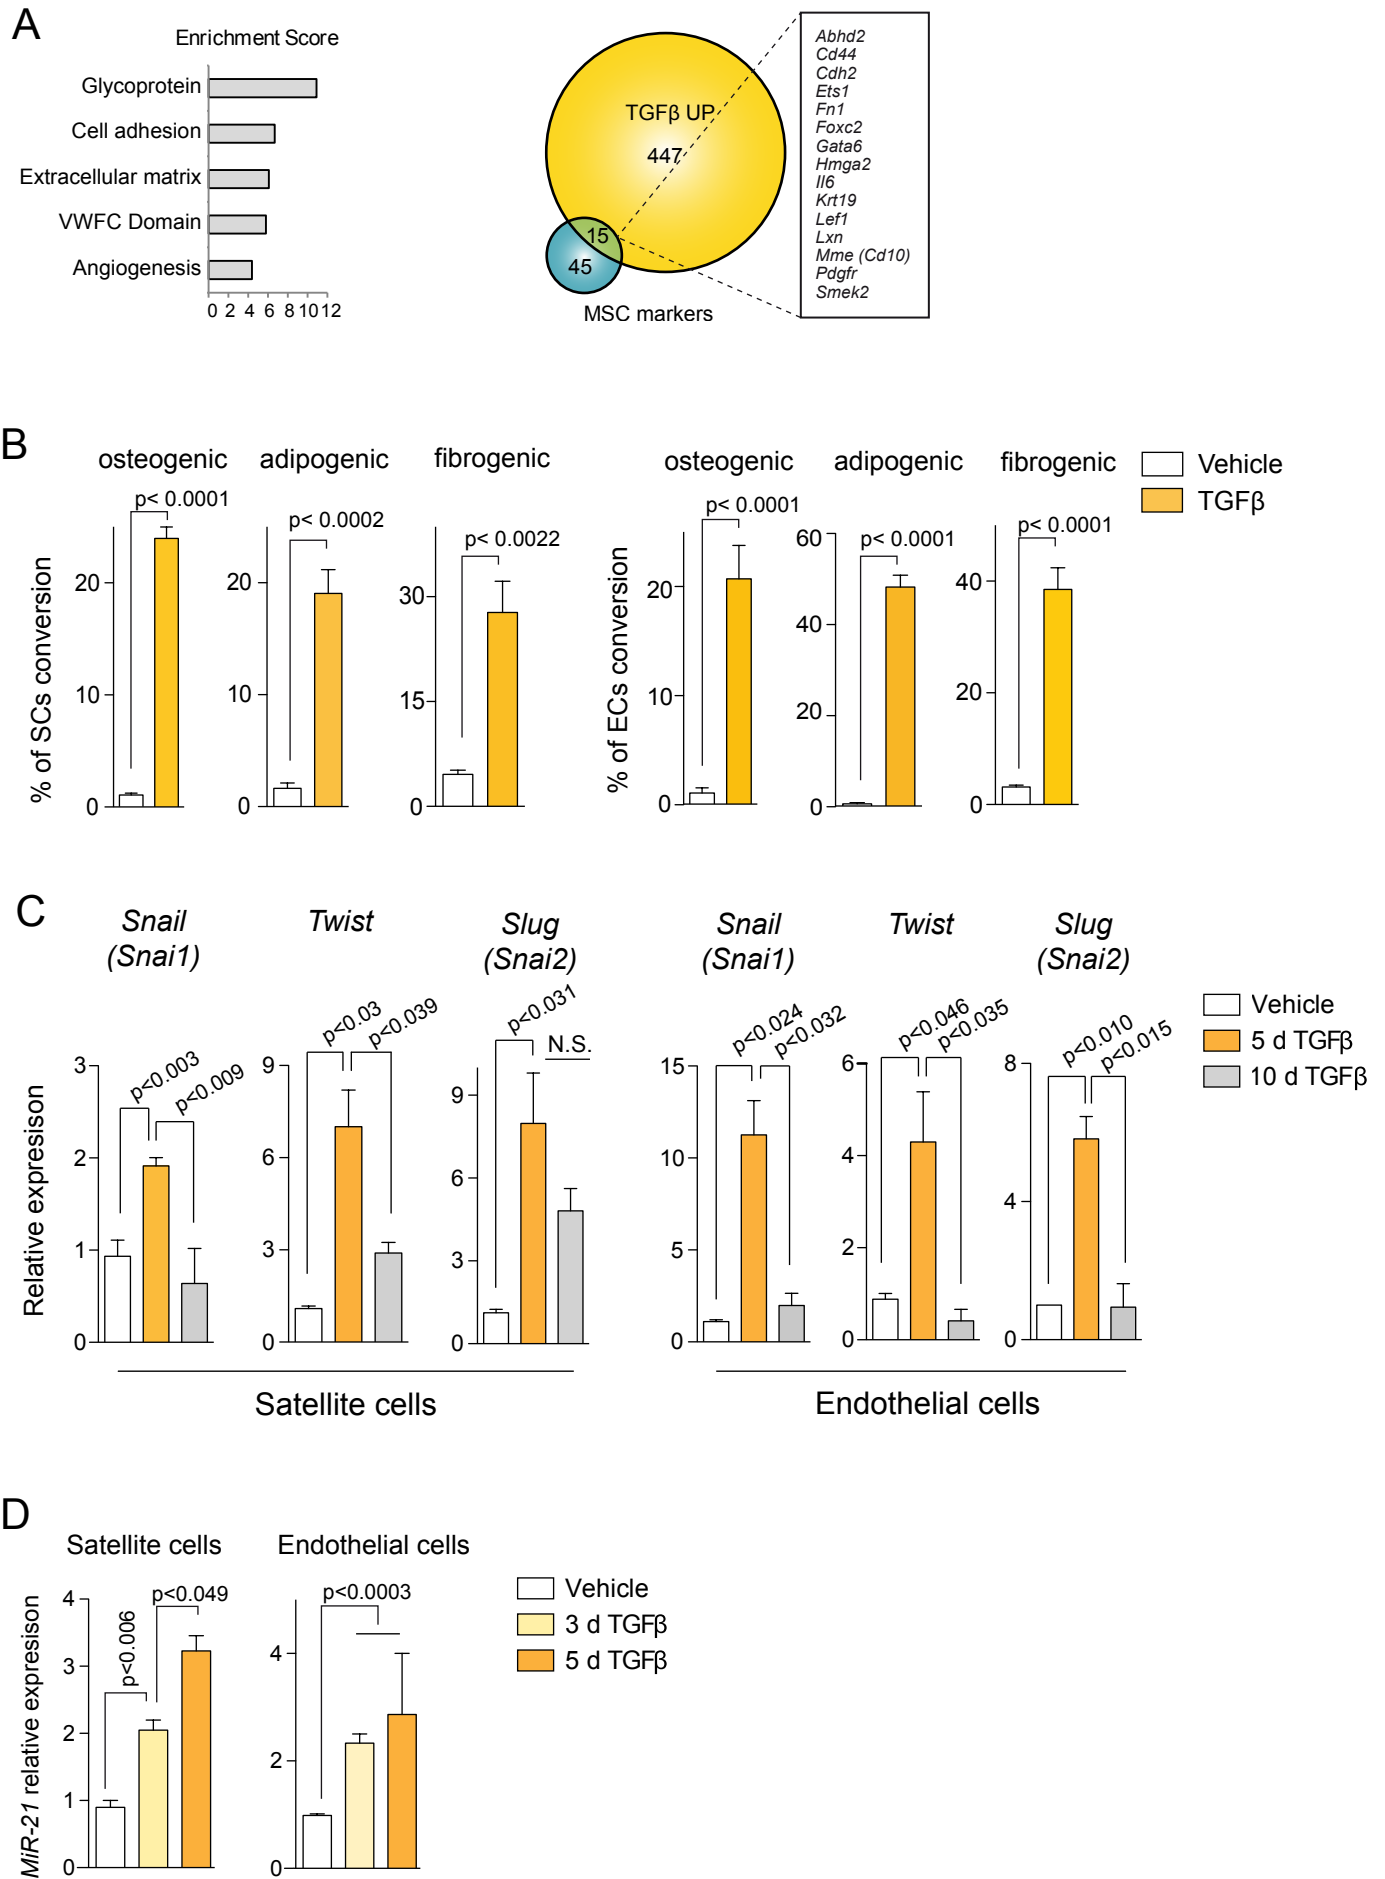 A
Enrichment Score
Glycoprotein
Cell adhesion
Extracellular matrix
VWFC Domain
Angiogenesis
0 2 4 6 8 10 12
TGFβ UP
447
15
45
MSC markers
Abhd2
Cd44
Cdh2
Ets1
Fn1
Foxc2
Gata6
Hmga2
Il6
Krt19
Lef1
Lxn
Mme (Cd10)
Pdgfr
Smek2
B
osteogenic
adipogenic
fibrogenic
osteogenic
adipogenic
fibrogenic
Vehicle
TGFβ
% of SCs conversion
p< 0.0001
20
10
0
p< 0.0002
20
10
0
p< 0.0022
30
15
0
% of ECs conversion
p< 0.0001
20
10
0
p< 0.0001
60
40
20
0
p< 0.0001
40
20
0
C
Snail
(Snai1)
Twist
Slug
(Snai2)
Snail
(Snai1)
Twist
Slug
(Snai2)
Vehicle
5 d TGFβ
10 d TGFβ
Relative expresison
p<0.003
p<0.009
3
2
1
0
p<0.03
p<0.039
9
6
3
0
p<0.031
N.S.
9
6
3
0
p<0.024
p<0.032
15
10
5
0
p<0.046
p<0.035
6
4
2
0
p<0.010
p<0.015
8
4
0
Satellite cells
Endothelial cells
D
Satellite cells
Endothelial cells
Vehicle
3 d TGFβ
5 d TGFβ
MiR-21 relative expresison
p<0.006
p<0.049
4
3
2
1
0
p<0.0003
4
2
0